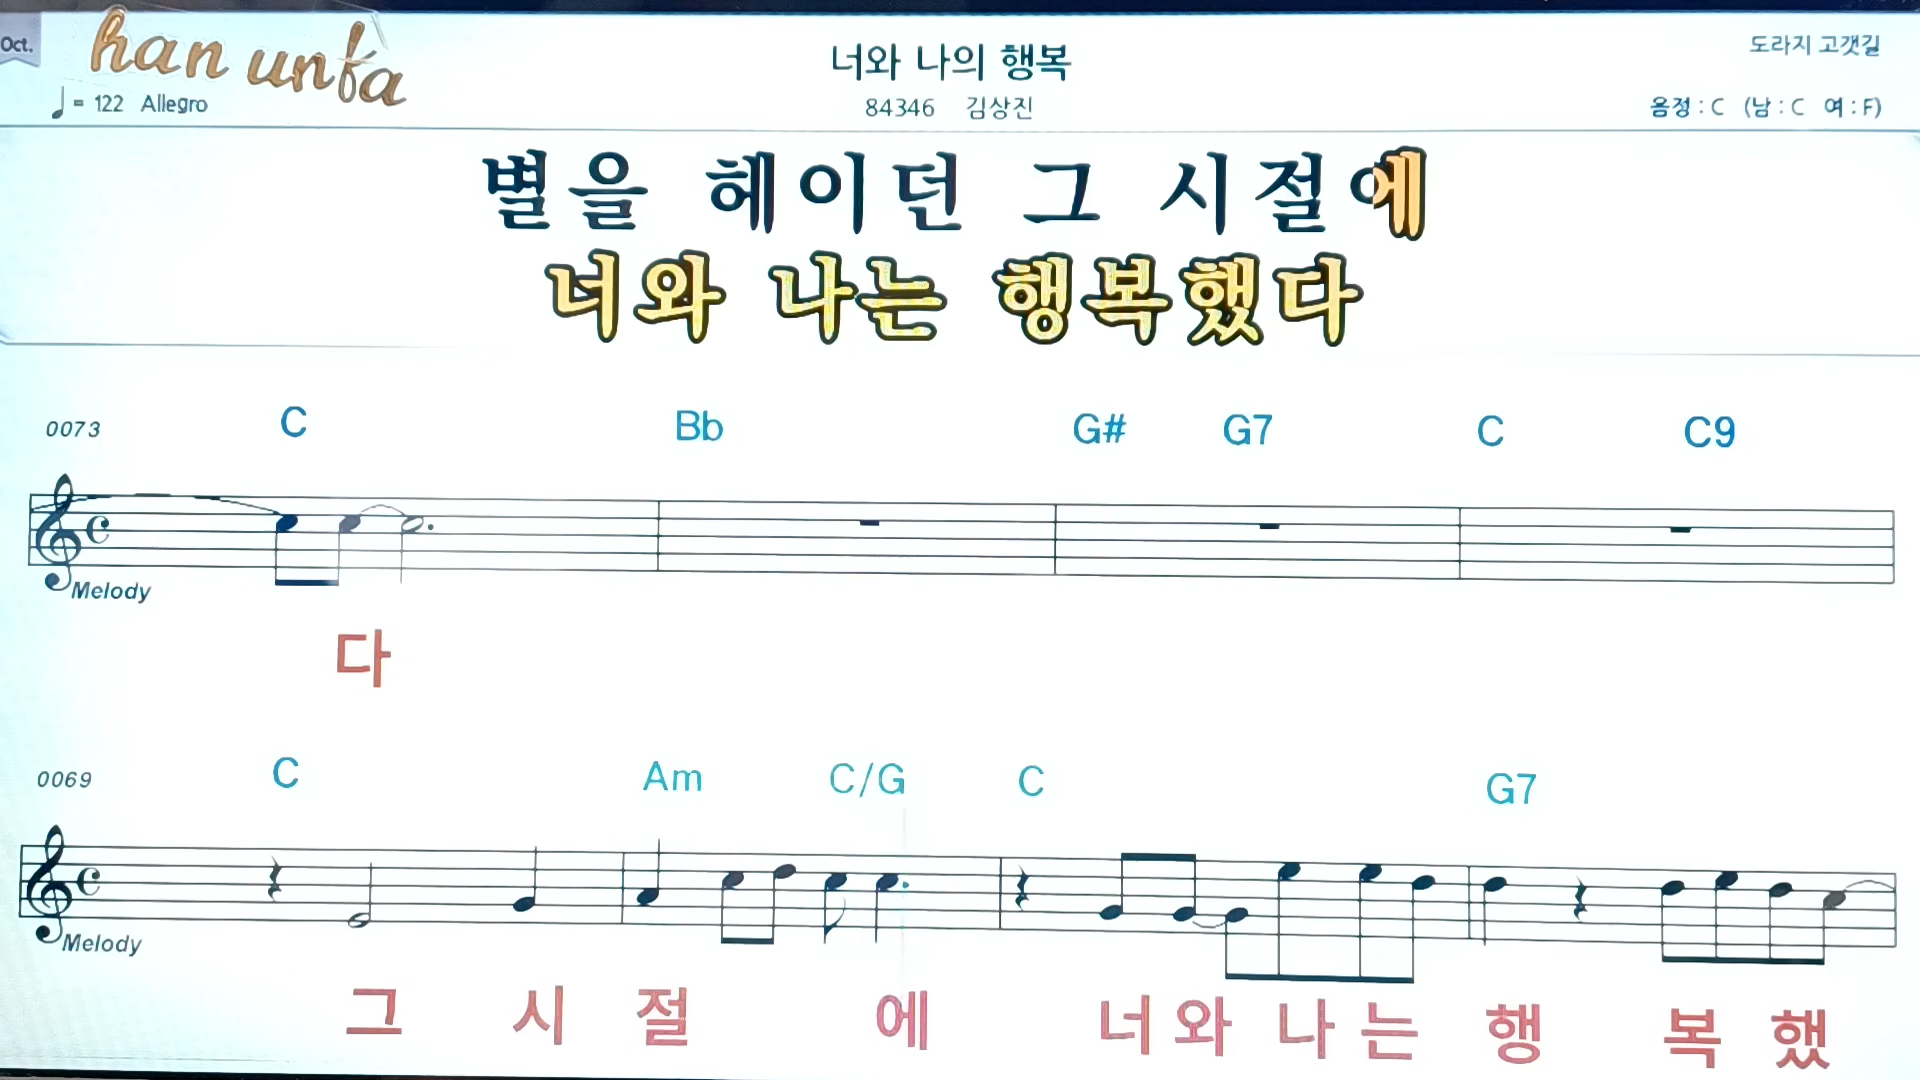 Oct.
han unfa
♩ = 122 Allegro
너와 나의 행복
84346 김상진
도라지 고갯길
음정 : C (남 : C 여 : F)
별을 헤이던 그 시절에
너와 나는 행복했다
0073 C Bb G# G7 C C9
Melody
다
0069 C Am C/G C G7
Melody
그 시 절 에 너 와 나 는 행 복 했